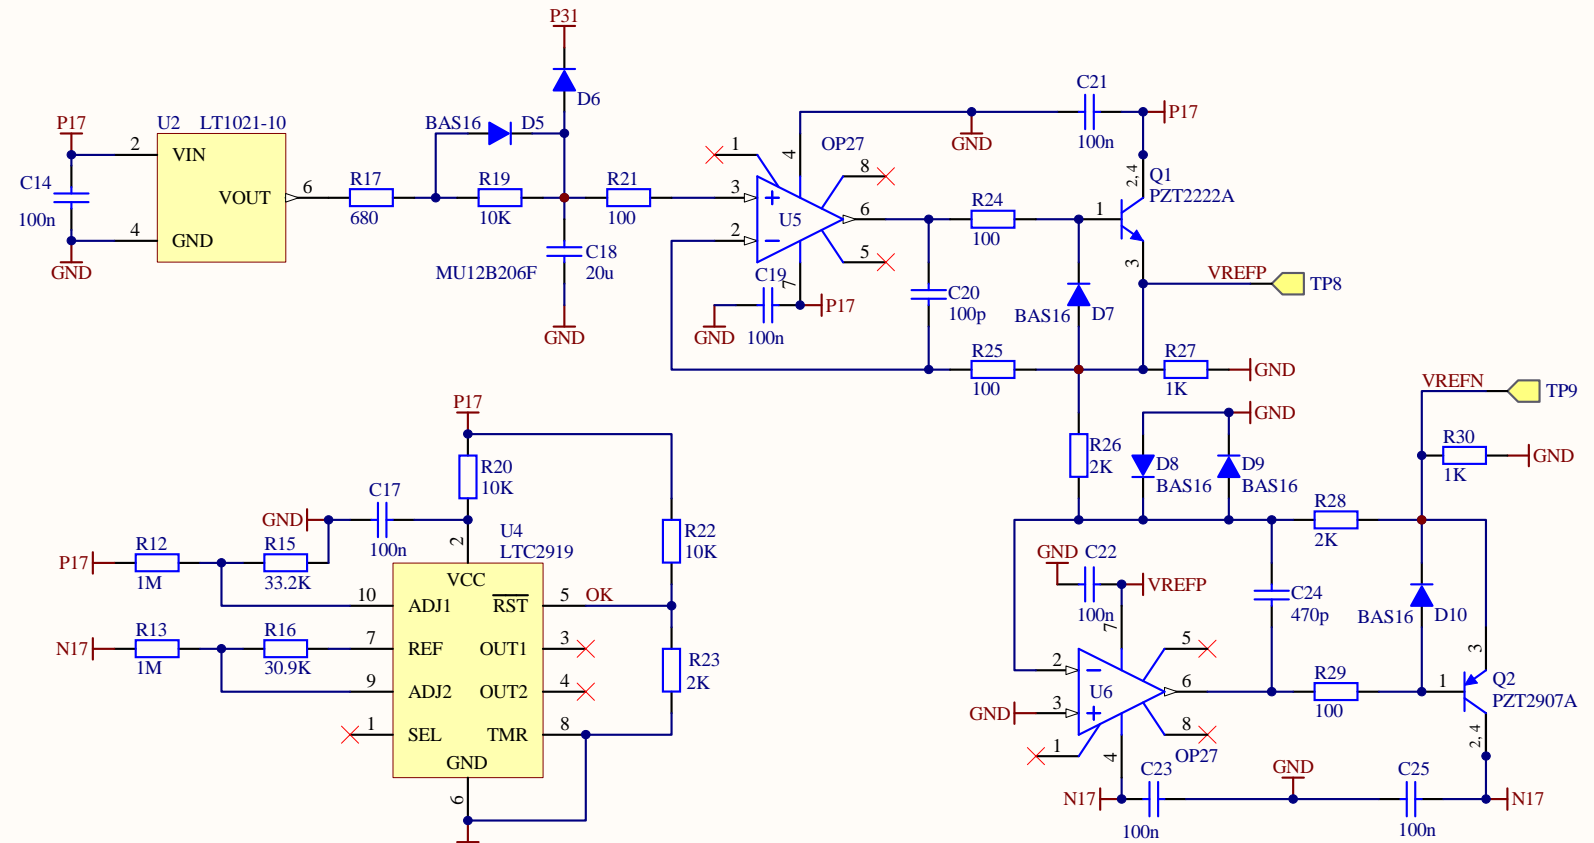 P31
D6
BAS16 D5
P17
U2 LT1021-10
2 VIN
C14
100n
VOUT 6
4 GND
GND
R17
680
R19
10K
R21
100
MU12B206F
C18
20u
GND
1
4
OP27
8
3
U5
6
2
5
C19
7
GND
100n
P17
GND
C21
100n
P17
2, 4
Q1
PZT2222A
R24
100
1
3
C20
100p
BAS16 D7
VREFP
TP8
R25
100
R27
1K
GND
R26
2K
GND
D8
BAS16
D9
BAS16
VREFN
TP9
R30
1K
GND
R28
2K
P17
R20
10K
C17
GND
100n
2
U4
LTC2919
R22
10K
P17
R12
1M
R15
33.2K
VCC
10 ADJ1
RST 5 OK
N17
R13
1M
R16
30.9K
7 REF
OUT1 3
9 ADJ2
OUT2 4
R23
2K
1 SEL
TMR 8
GND
6
GND C22
100n
VREFP
7
C24
470p
BAS16 D10
5
2
U6
6
GND
3
8
1
4
OP27
R29
100
1
3
Q2
PZT2907A
2, 4
N17
C23
100n
GND
C25
100n
N17